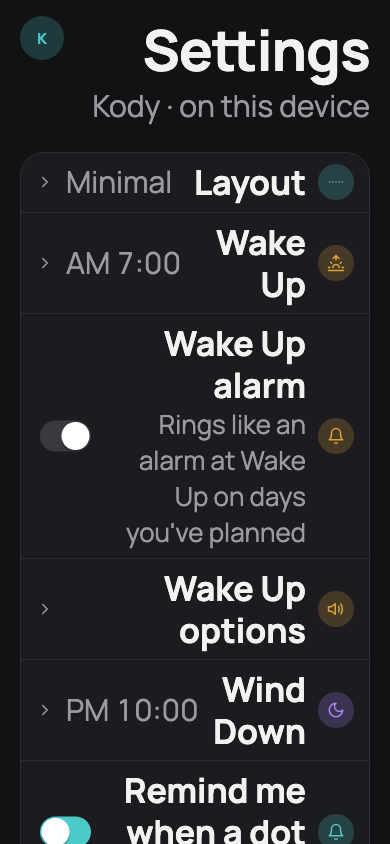 K
Settings
Kody · on this device
Layout
Minimal
Wake
Up
AM 7:00
Wake Up
alarm
Rings like an
alarm at Wake
Up on days
you've planned
Wake Up
options
Wind
Down
PM 10:00
Remind me
when a dot